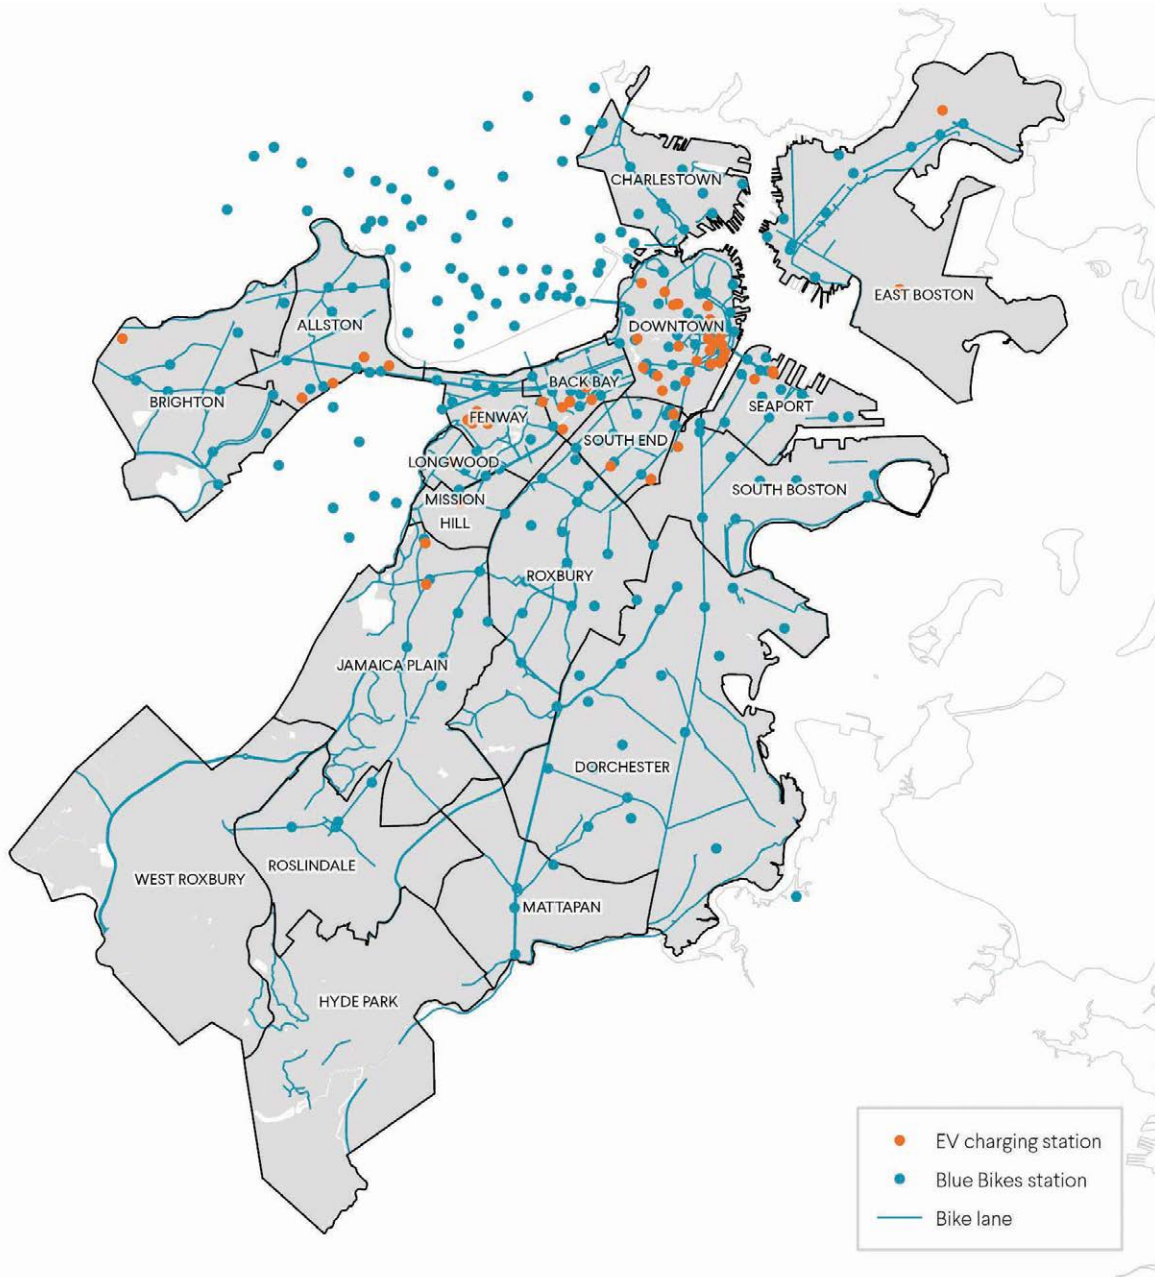 CHARLESTOWN
EAST BOSTON
ALLSTON
DOWNTOWN
BACK BAY
BRIGHTON
SEAPORT
FENWAY
SOUTH END
LONGWOOD
SOUTH BOSTON
MISSION
HILL
ROXBURY
JAMAICA PLAIN
DORCHESTER
ROSLINDALE
WEST ROXBURY
MATTAPAN
HYDE PARK
EV charging station
Blue Bikes station
Bike lane